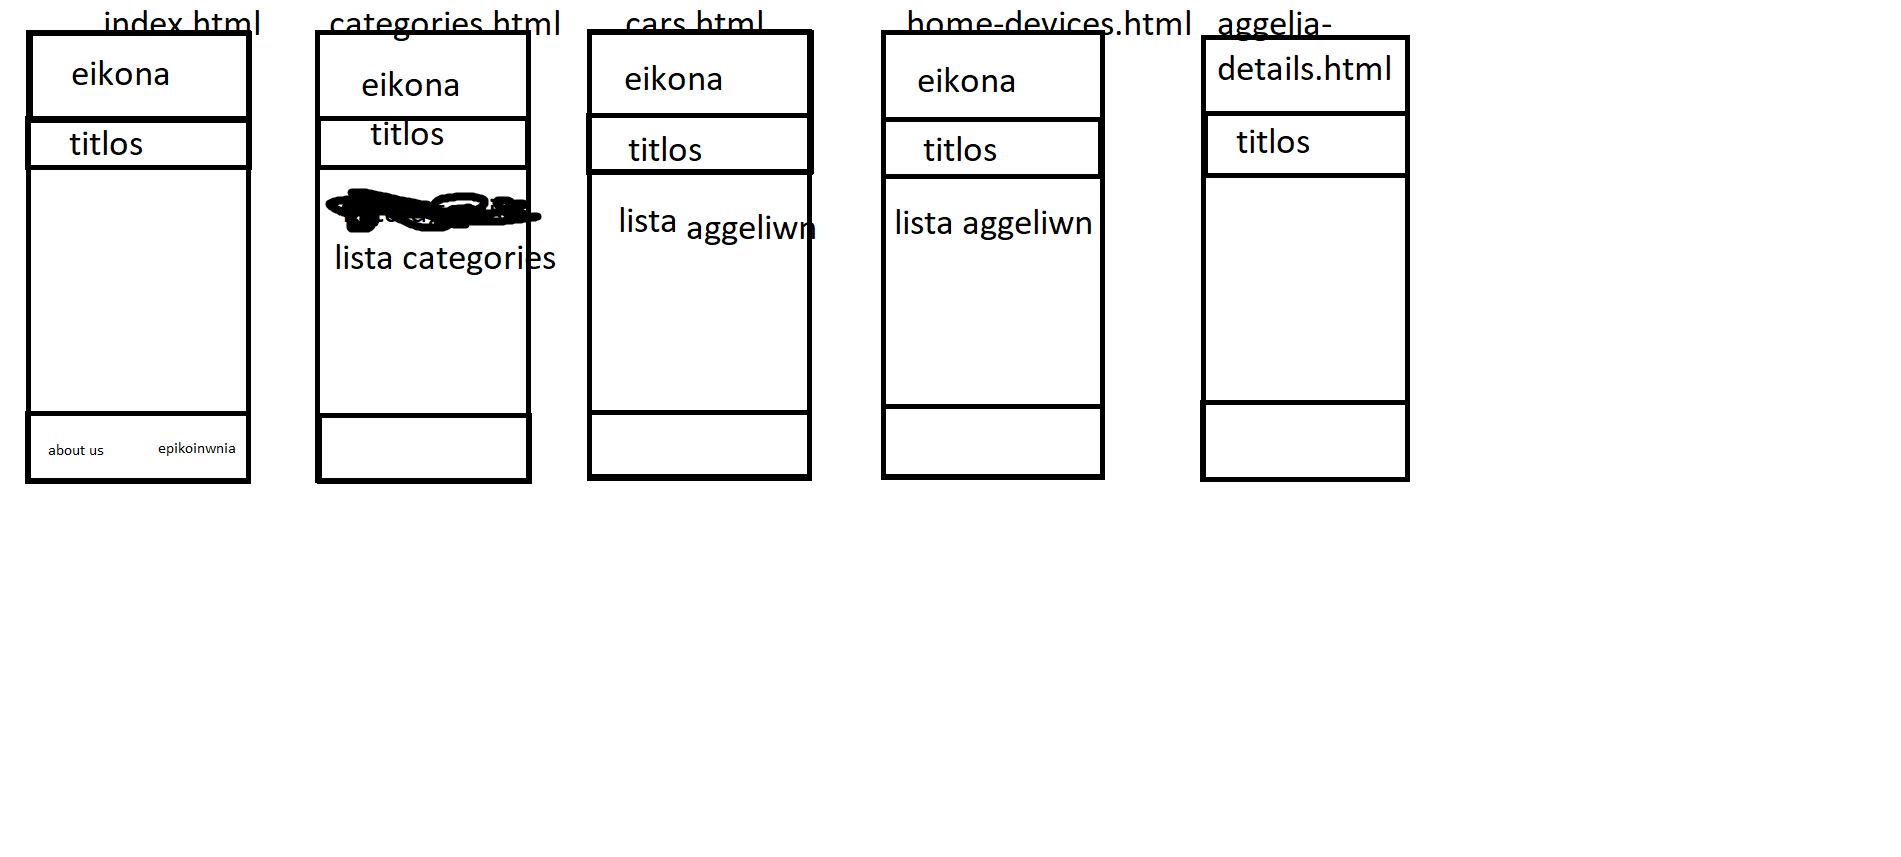 index.html
eikona
titlos
about us
epikoinwnia
categories.html
eikona
titlos
lista categories
cars.html
eikona
titlos
lista aggeliwn
home-devices.html
eikona
titlos
lista aggeliwn
aggelia-
details.html
titlos